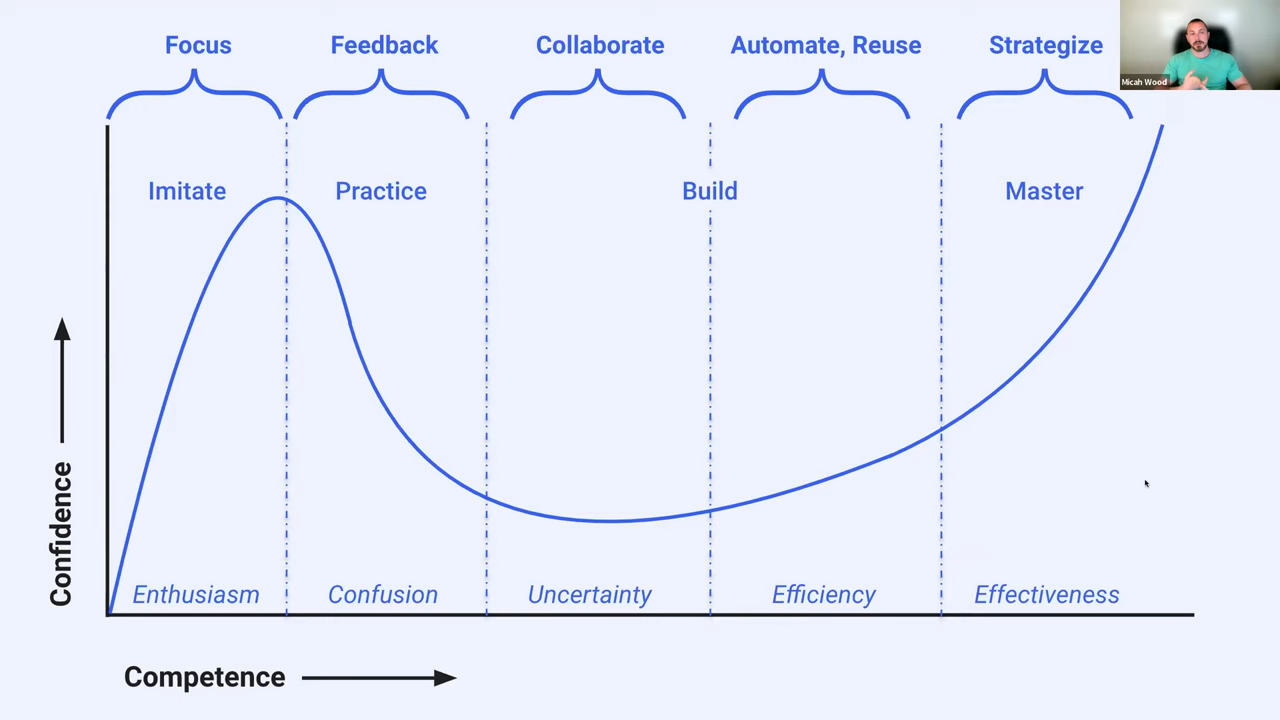 Focus
Feedback
Collaborate
Automate, Reuse
Strategize
Micah Wood
Imitate
Practice
Build
Master
Confidence
Enthusiasm
Confusion
Uncertainty
Efficiency
Effectiveness
Competence